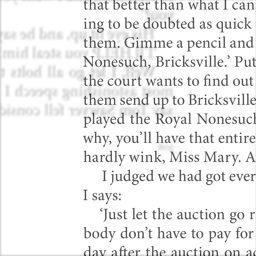 that better than what I can
ing to be doubted as quick
them. Gimme a pencil and
Nonesuch, Bricksville.' Put
the court wants to find out
them send up to Bricksville
played the Royal Nonesuch
why, you'll have that entire
hardly wink, Miss Mary. A
I judged we had got ever
I says:
'Just let the auction go r
body don't have to pay for
day after the auction on ac